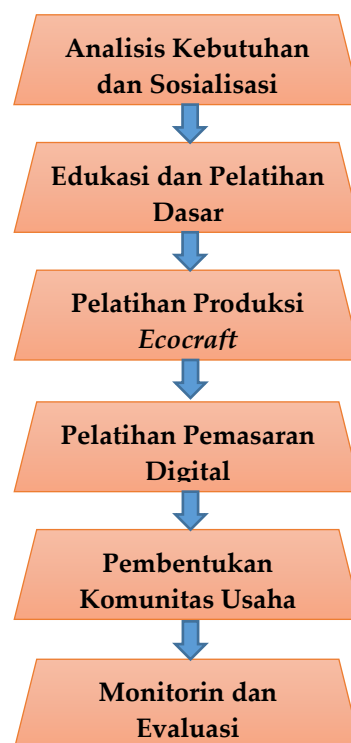 Analisis Kebutuhan
dan Sosialisasi
Edukasi dan Pelatihan
Dasar
Pelatihan Produksi
Ecocraft
Pelatihan Pemasaran
Digital
Pembentukan
Komunitas Usaha
Monitorin dan
Evaluasi